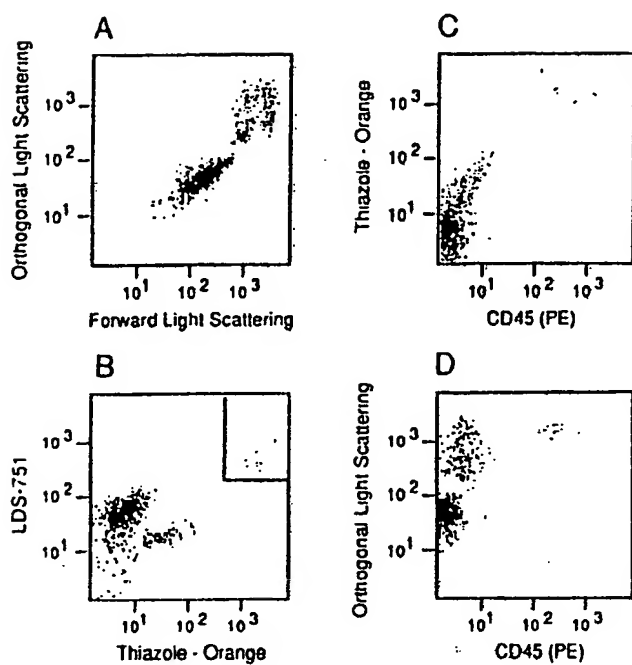 A
Orthogonal Light Scattering
10³
10²
10¹
10¹ 10² 10³
Forward Light Scattering
C
Thiazole - Orange
10³
10²
10¹
10¹ 10² 10³
CD45 (PE)
B
LDS-751
10³
10²
10¹
10¹ 10² 10³
Thiazole - Orange
D
Orthogonal Light Scattering
10³
10²
10¹
10¹ 10² 10³
CD45 (PE)